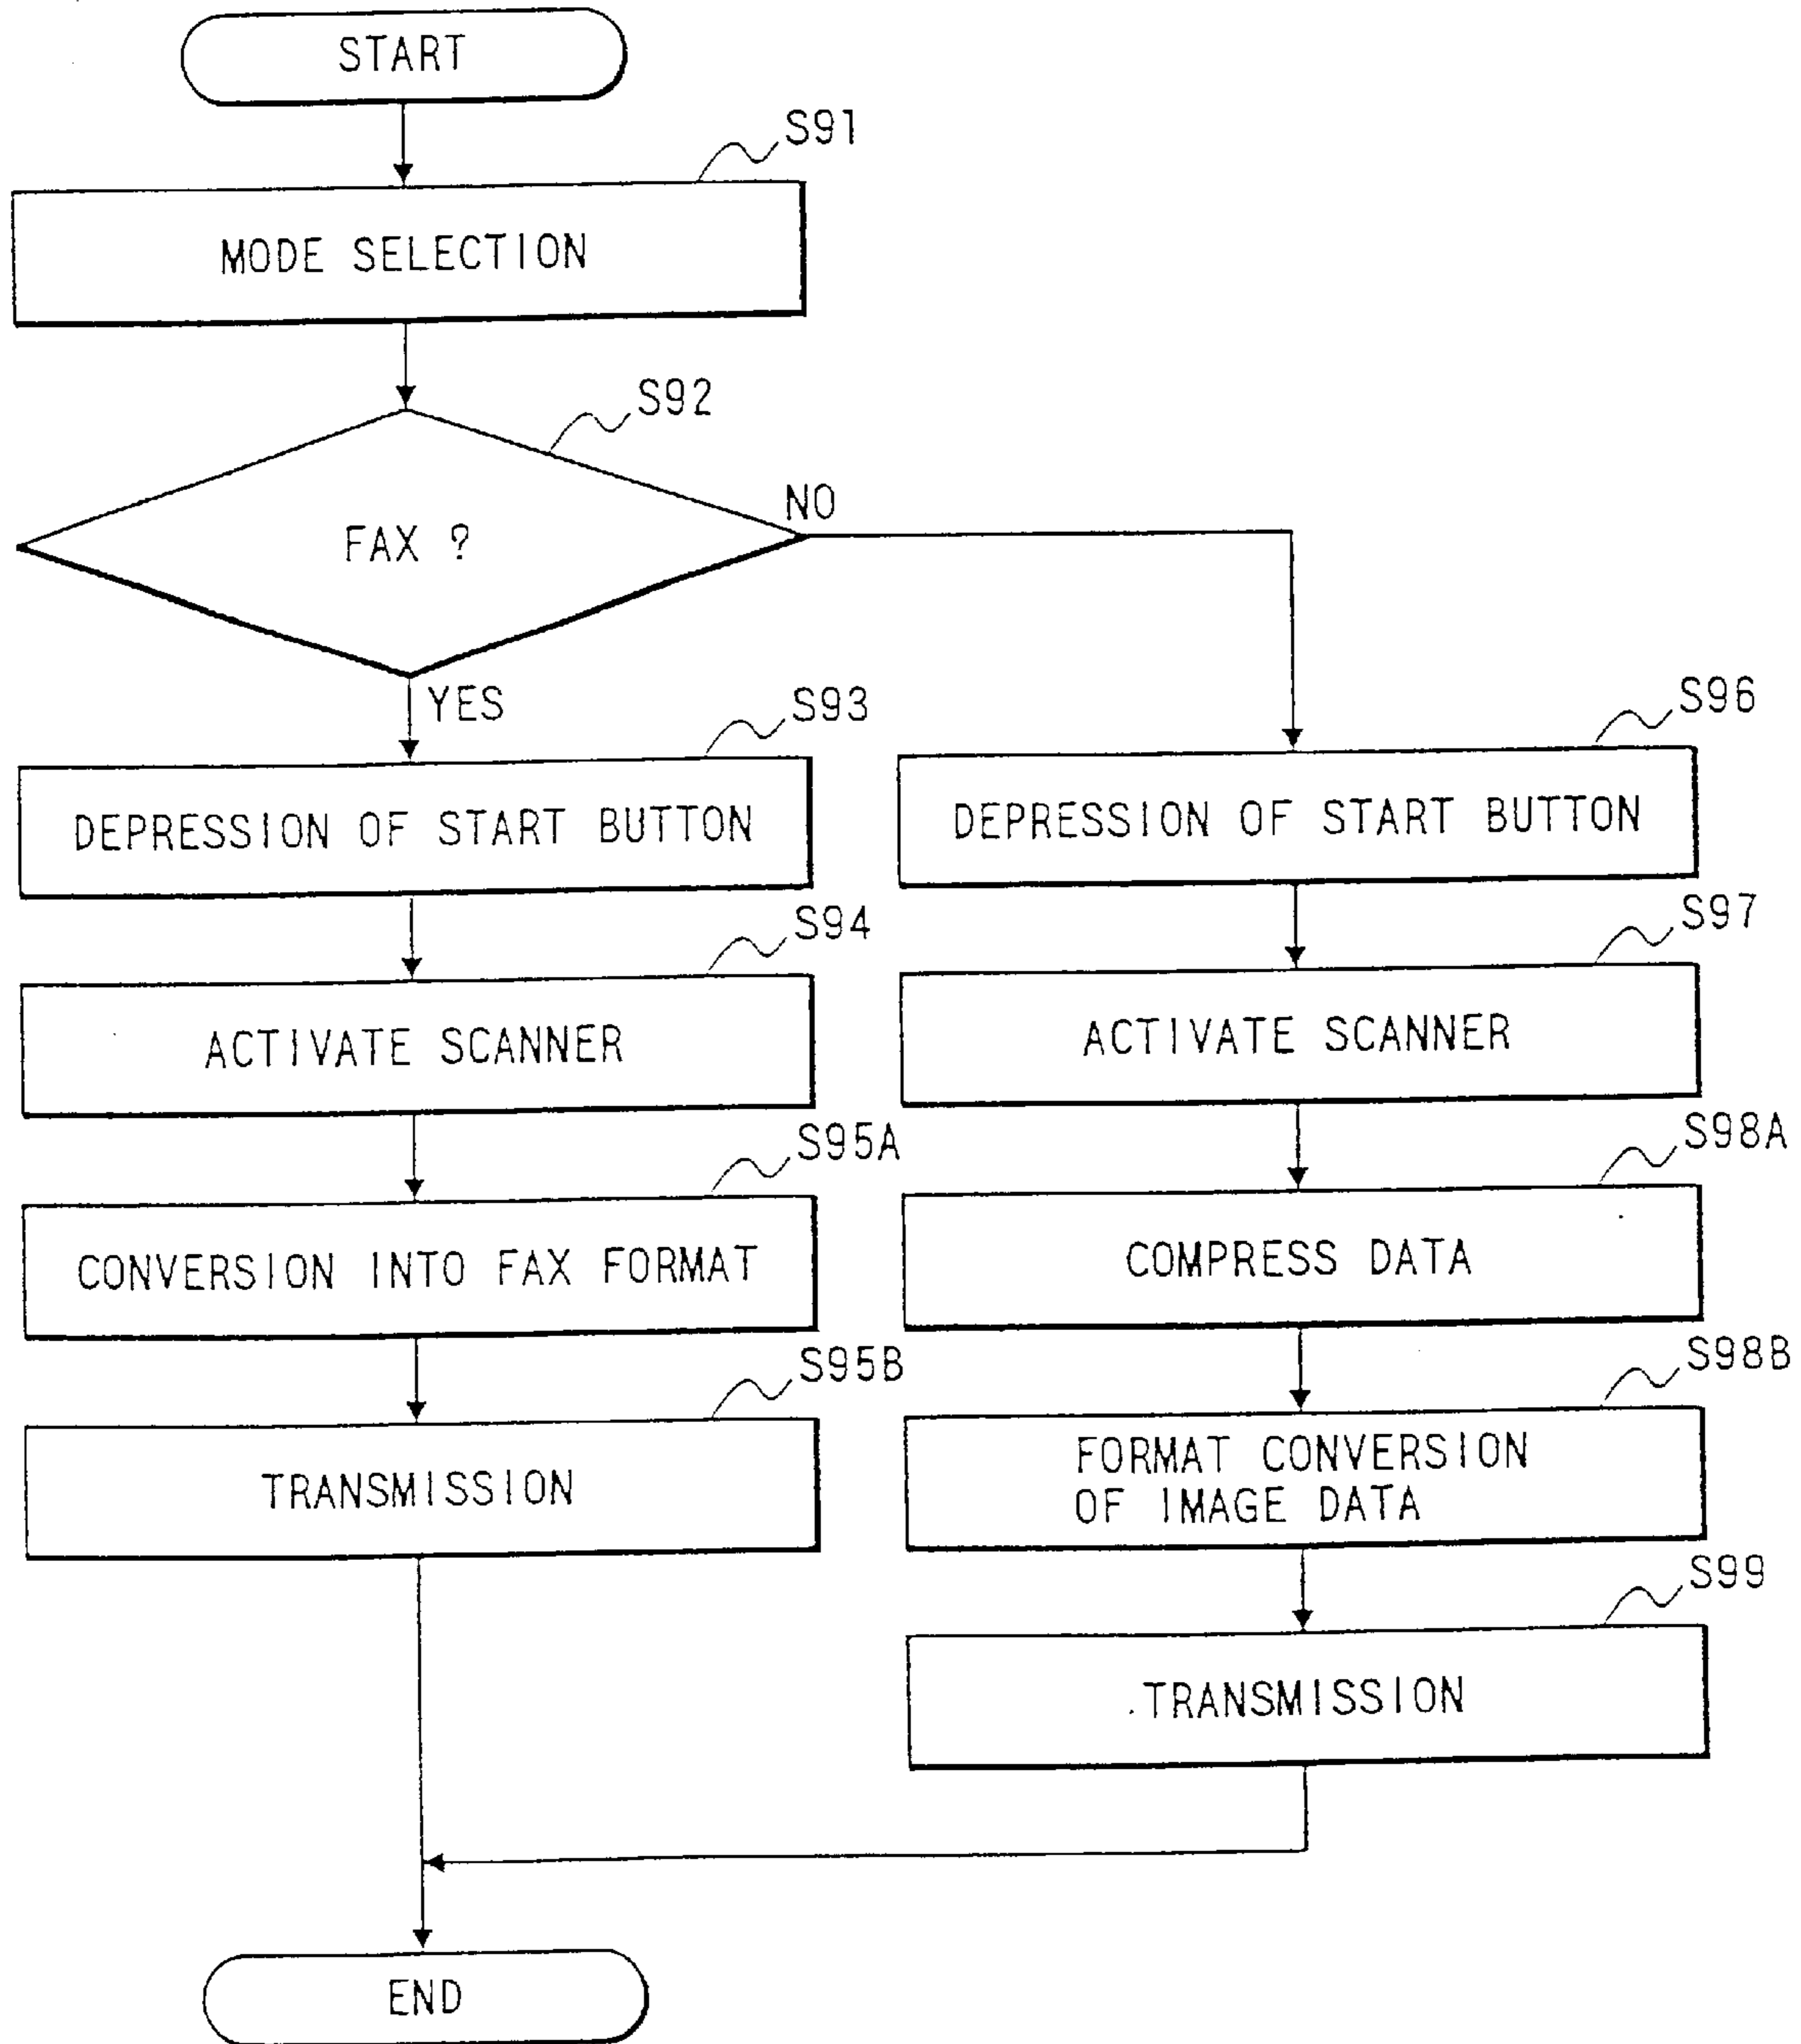 START
S91
MODE SELECTION
S92
FAX ?
NO
YES
S93
DEPRESSION OF START BUTTON
S94
ACTIVATE SCANNER
S95A
CONVERSION INTO FAX FORMAT
S95B
TRANSMISSION
S96
DEPRESSION OF START BUTTON
S97
ACTIVATE SCANNER
S98A
COMPRESS DATA
S98B
FORMAT CONVERSION
OF IMAGE DATA
S99
TRANSMISSION
END